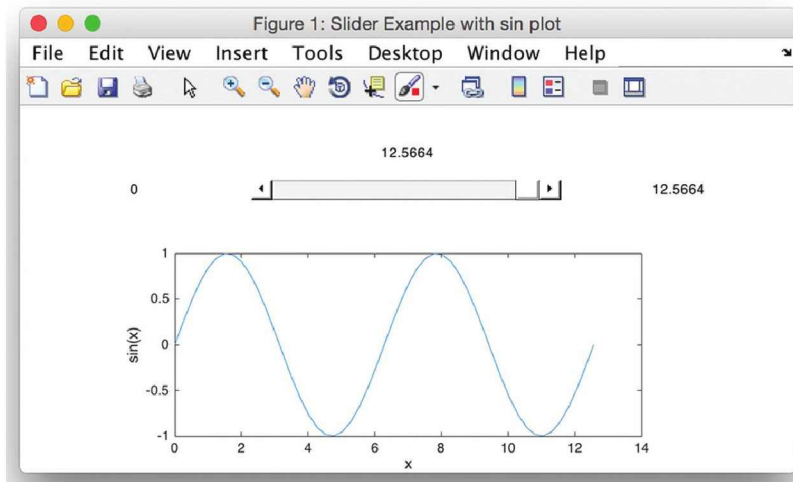 Figure 1: Slider Example with sin plot
File Edit View Insert Tools Desktop Window Help
12.5664
0
12.5664
1
0.5
0
-0.5
-1
sin(x)
0 2 4 6 8 10 12 14
x